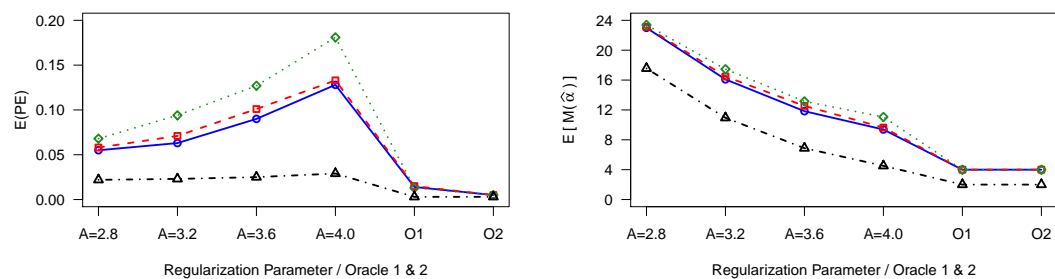 E(PE)
0.20
0.15
0.10
0.05
0.00
A=2.8 A=3.2 A=3.6 A=4.0 O1 O2
Regularization Parameter / Oracle 1 & 2
E [ M(α̂) ]
24
20
16
12
8
4
0
A=2.8 A=3.2 A=3.6 A=4.0 O1 O2
Regularization Parameter / Oracle 1 & 2